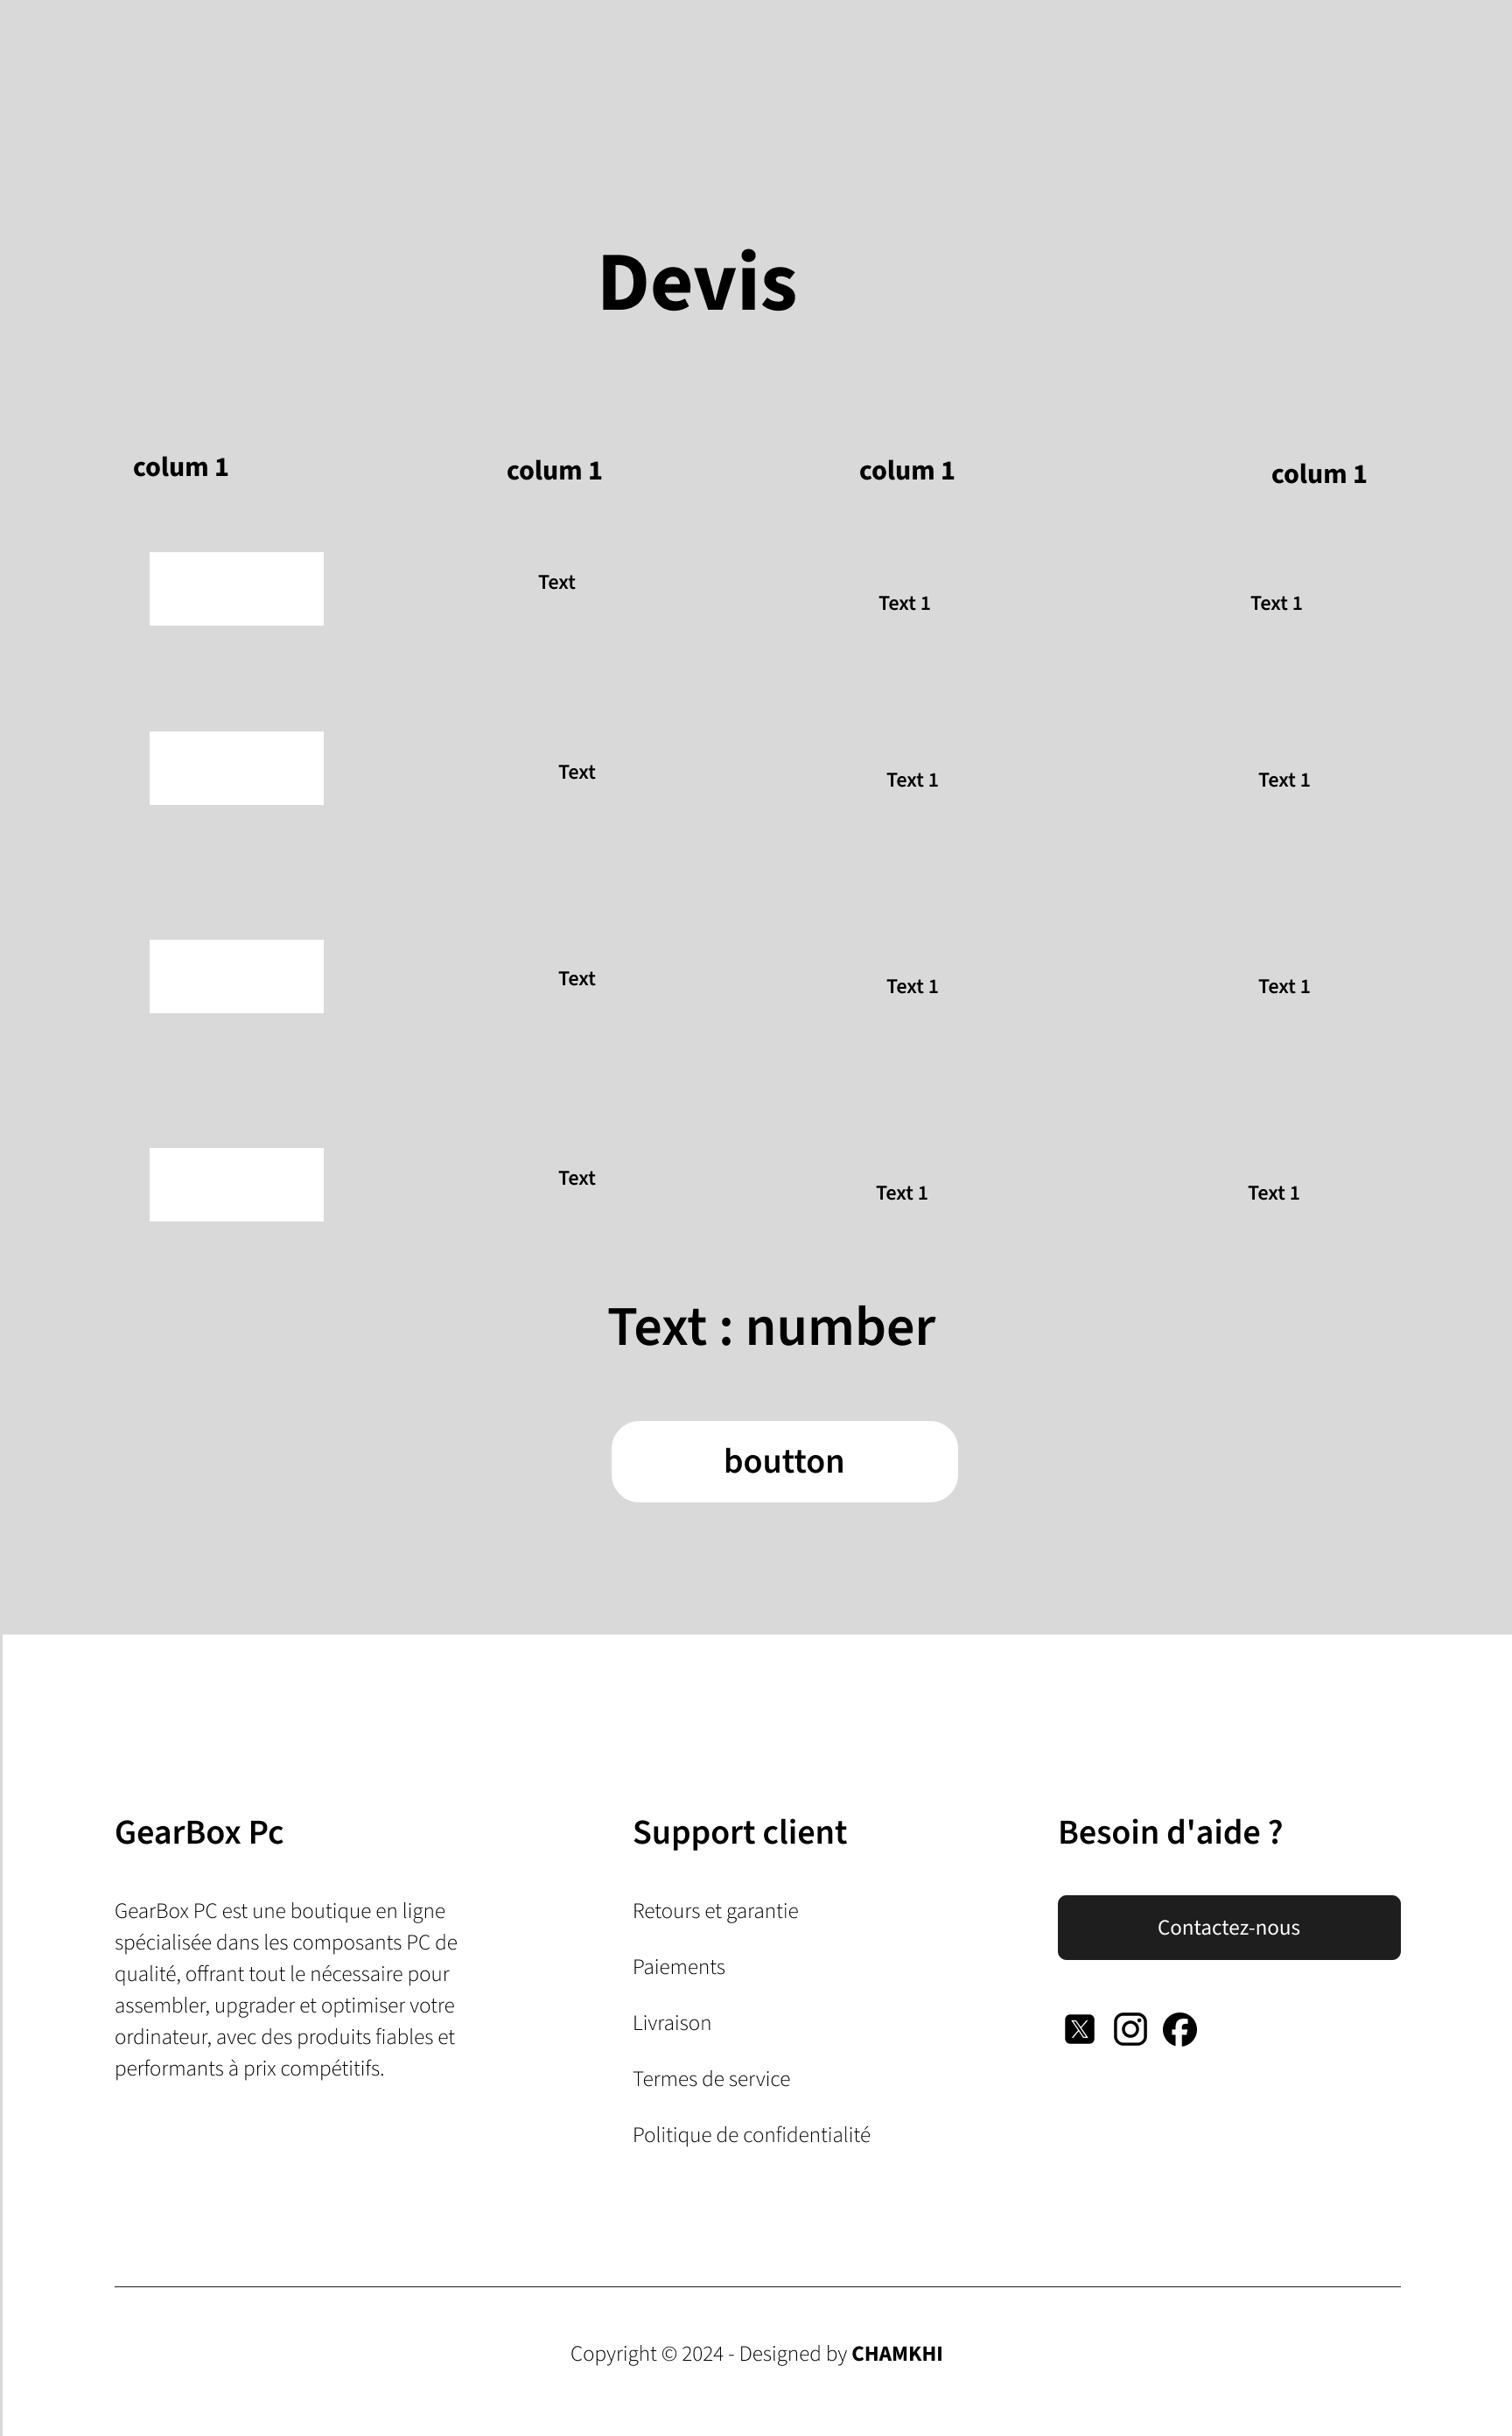 Devis
colum 1
colum 1
colum 1
colum 1
Text
Text 1
Text 1
Text
Text 1
Text 1
Text
Text 1
Text 1
Text
Text 1
Text 1
Text : number
boutton
GearBox Pc
GearBox PC est une boutique en ligne
spécialisée dans les composants PC de
qualité, offrant tout le nécessaire pour
assembler, upgrader et optimiser votre
ordinateur, avec des produits fiables et
performants à prix compétitifs.
Support client
Retours et garantie
Paiements
Livraison
Termes de service
Politique de confidentialité
Besoin d'aide ?
Contactez-nous
Copyright © 2024 - Designed by CHAMKHI